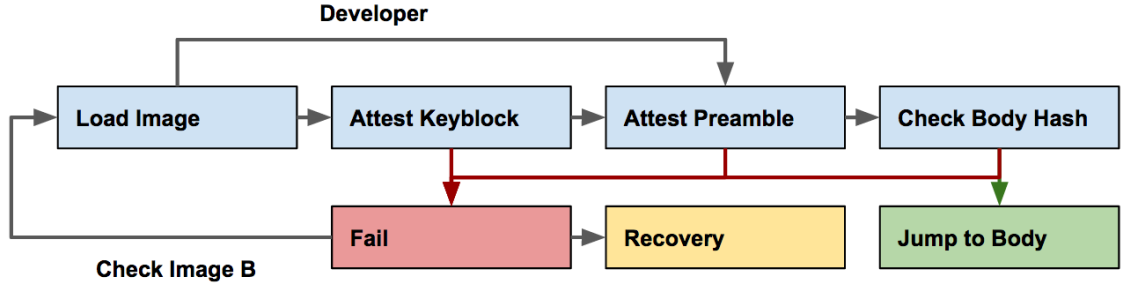 Developer
Load Image
Attest Keyblock
Attest Preamble
Check Body Hash
Fail
Recovery
Jump to Body
Check Image B